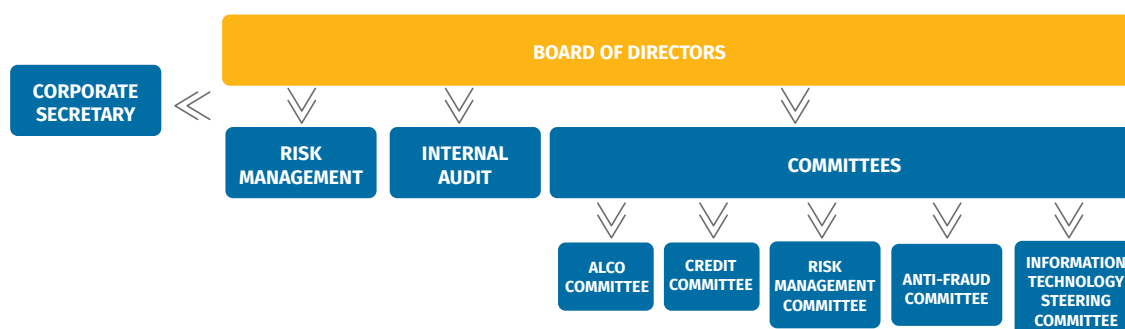 BOARD OF DIRECTORS
CORPORATE
SECRETARY
RISK
MANAGEMENT
INTERNAL
AUDIT
COMMITTEES
ALCO
COMMITTEE
CREDIT
COMMITTEE
RISK
MANAGEMENT
COMMITTEE
ANTI-FRAUD
COMMITTEE
INFORMATION
TECHNOLOGY
STEERING
COMMITTEE